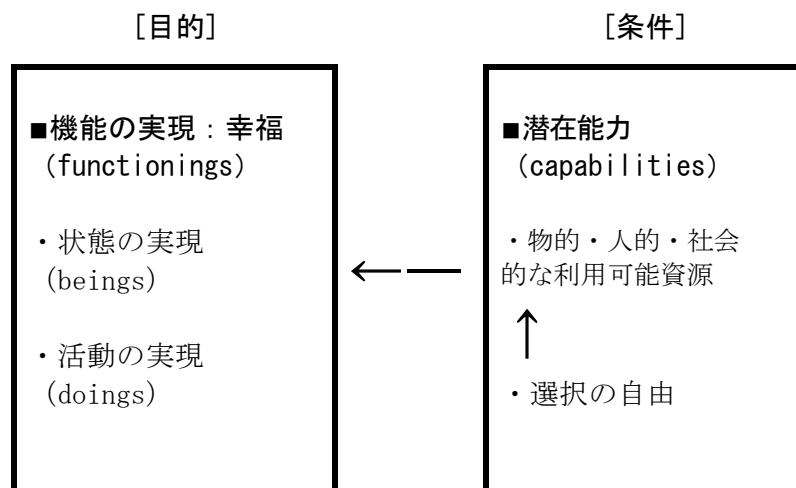 [目的]
[条件]
■機能の実現:幸福
(functionings)
・状態の実現
(beings)
・活動の実現
(doings)
■潜在能力
(capabilities)
・物的・人的・社会
的な利用可能資源
・選択の自由